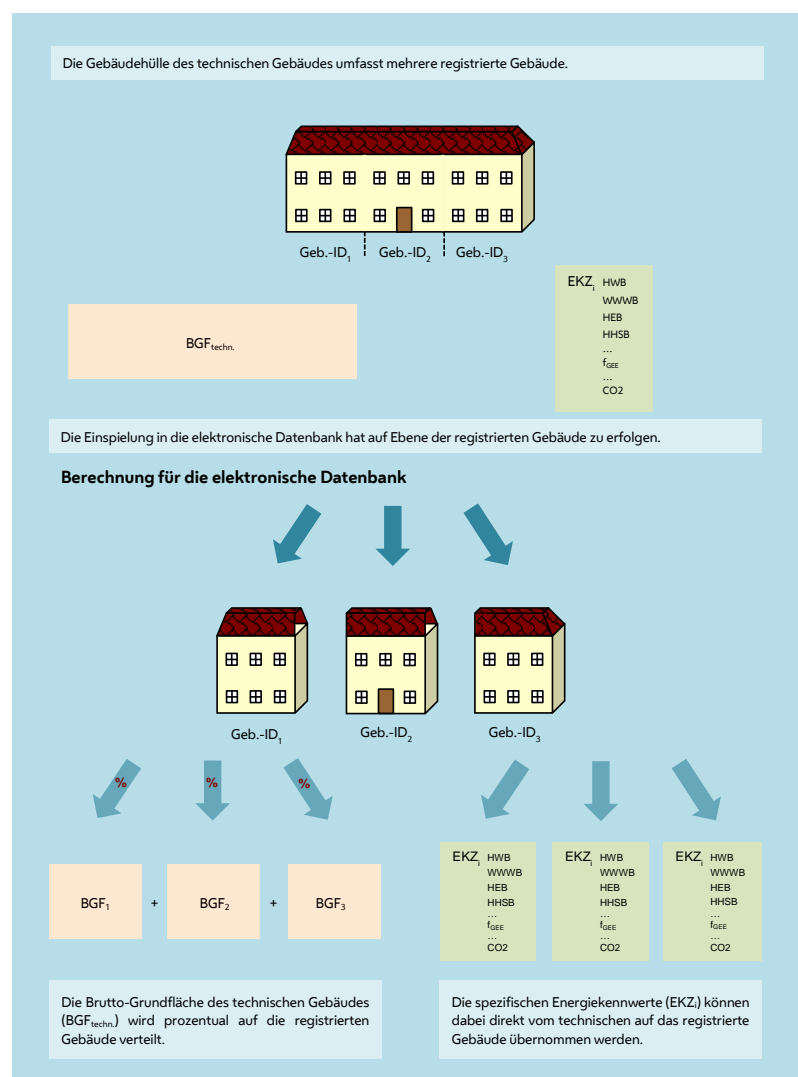 Die Gebäudehülle des technischen Gebäudes umfasst mehrere registrierte Gebäude.
Geb.-ID₁ Geb.-ID₂ Geb.-ID₃
BGFtechn.
EKZi HWB
WWWB
HEB
HHSB
...
fGEE
...
CO2
Die Einspielung in die elektronische Datenbank hat auf Ebene der registrierten Gebäude zu erfolgen.
Berechnung für die elektronische Datenbank
Geb.-ID₁ Geb.-ID₂ Geb.-ID₃
% % %
BGF₁ + BGF₂ + BGF₃
EKZi HWB
WWWB
HEB
HHSB
...
fGEE
...
CO2
EKZi HWB
WWWB
HEB
HHSB
...
fGEE
...
CO2
EKZi HWB
WWWB
HEB
HHSB
...
fGEE
...
CO2
Die Brutto-Grundfläche des technischen Gebäudes
(BGFtechn.) wird prozentual auf die registrierten
Gebäude verteilt.
Die spezifischen Energiekennwerte (EKZi) können
dabei direkt vom technischen auf das registrierte
Gebäude übernommen werden.